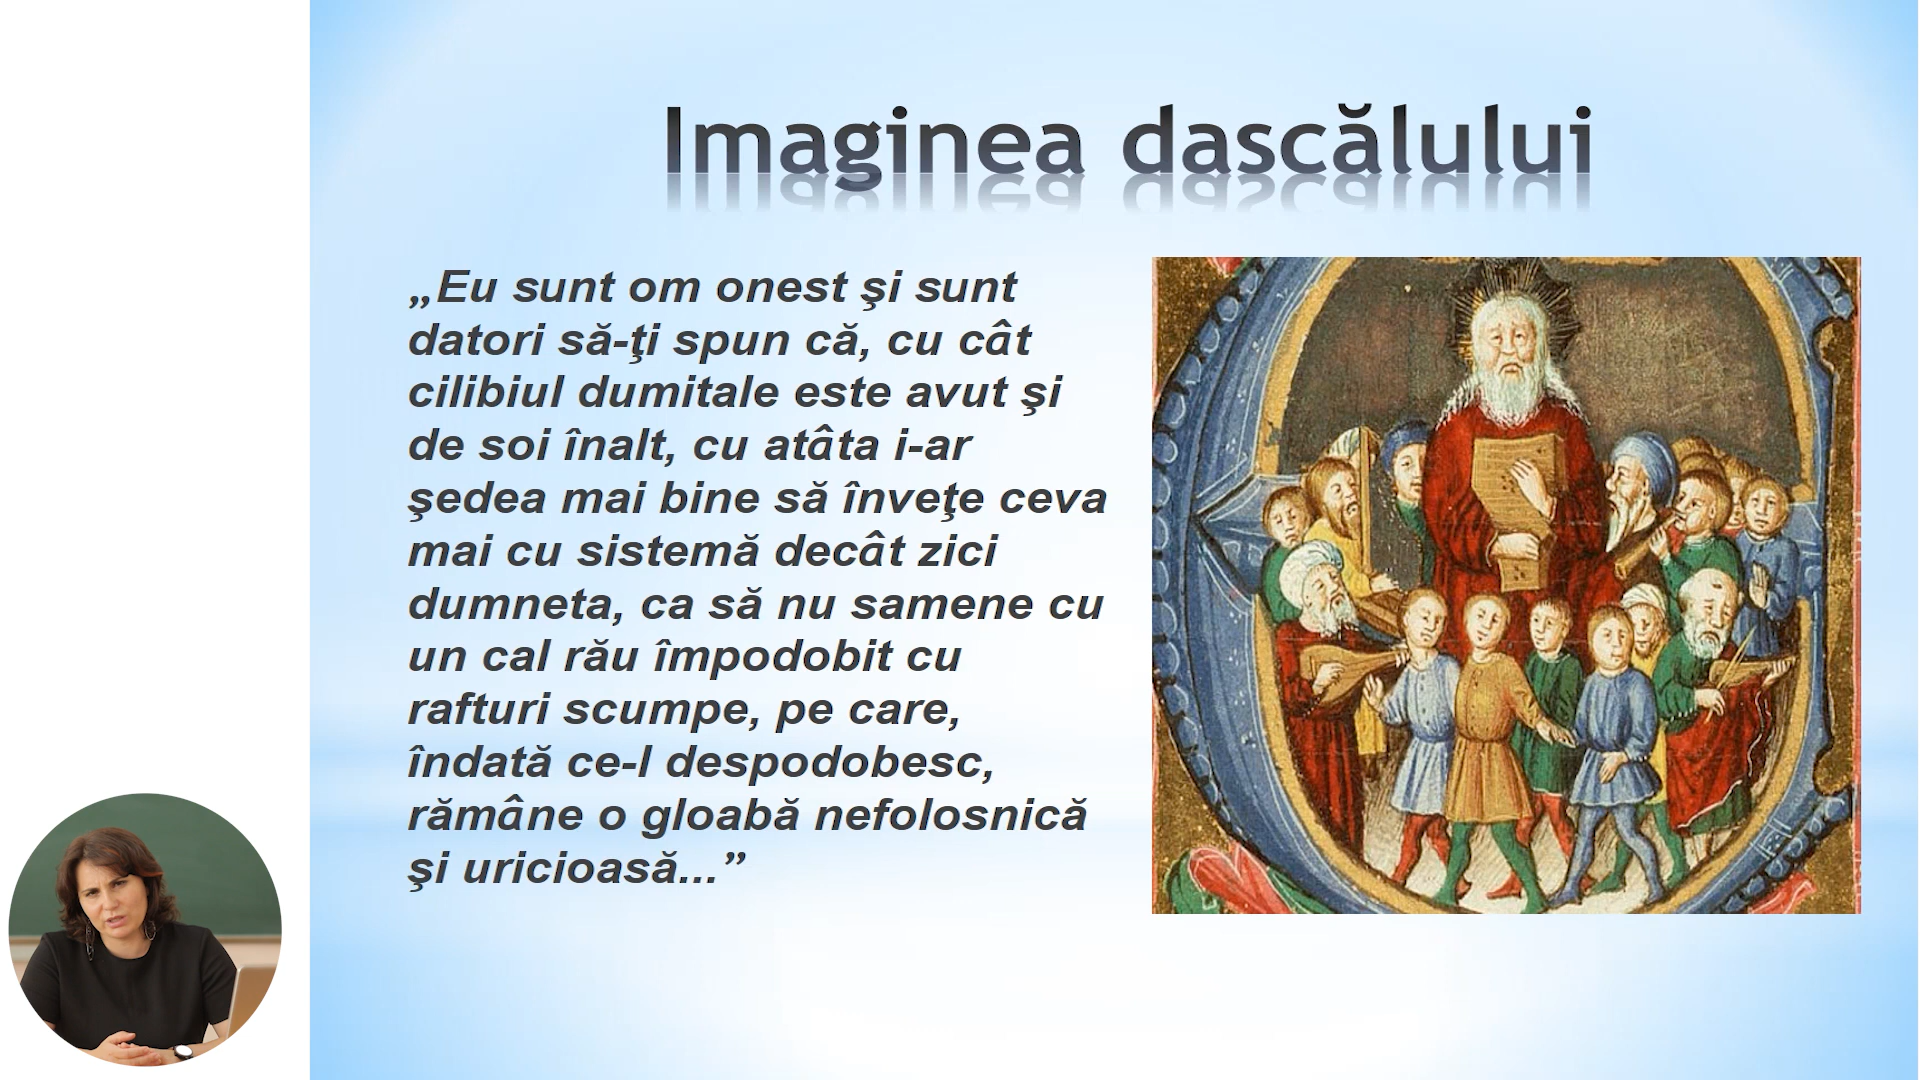 Imaginea dascălului
„Eu sunt om onest şi sunt
datori să-ţi spun că, cu cât
cilibiul dumitale este avut şi
de soi înalt, cu atâta i-ar
şedea mai bine să înveţe ceva
mai cu sistemă decât zici
dumneta, ca să nu samene cu
un cal rău împodobit cu
rafturi scumpe, pe care,
îndată ce-l despodobesc,
rămâne o gloabă nefolosnică
şi uricioasă...”